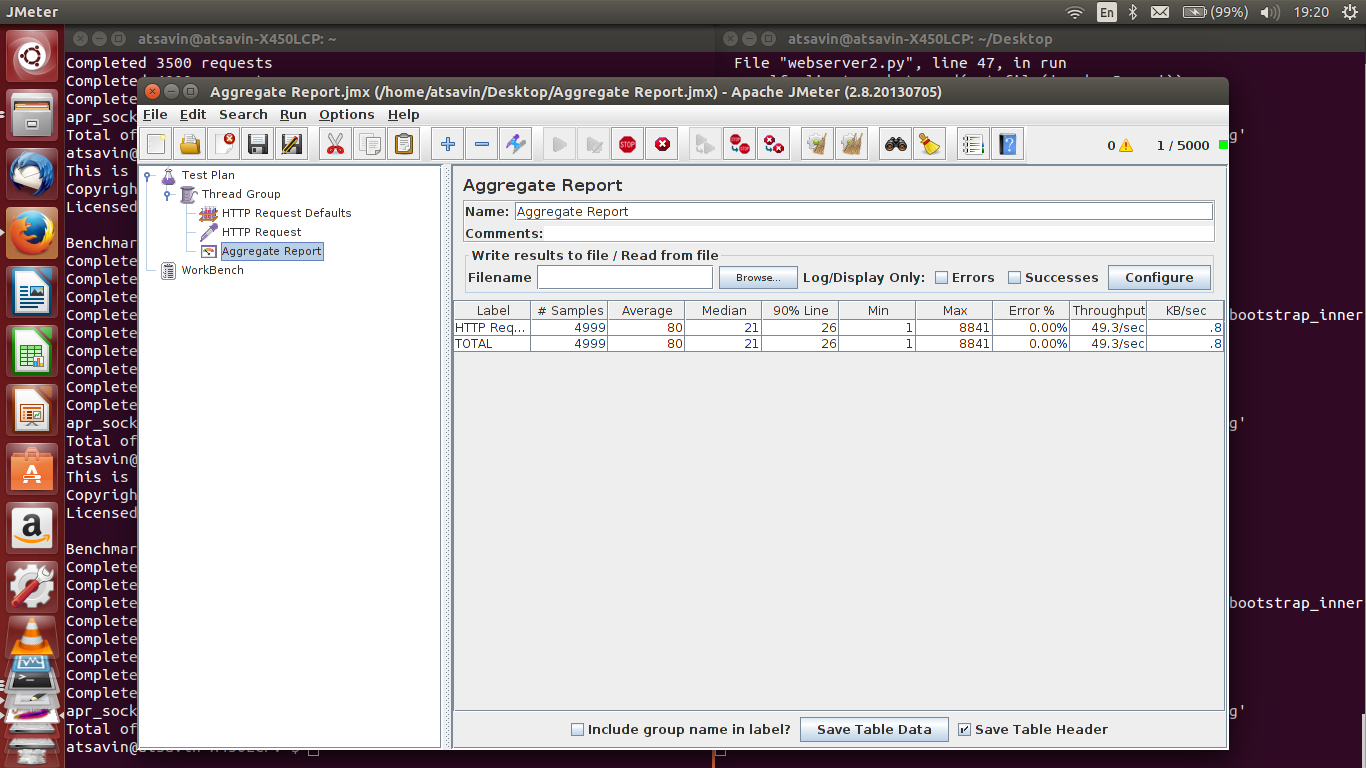 JMeter
En
(99%)
19:20
atsavin@atsavin-X450LCP: ~
atsavin@atsavin-X450LCP: ~/Desktop
Completed 3500 requests
File "webserver2.py", line 47, in run
Aggregate Report.jmx (/home/atsavin/Desktop/Aggregate Report.jmx) - Apache JMeter (2.8.20130705)
File Edit Search Run Options Help
0 1 / 5000
Test Plan
Thread Group
HTTP Request Defaults
HTTP Request
Aggregate Report
WorkBench
Aggregate Report
Name: Aggregate Report
Comments:
Write results to file / Read from file
Filename Browse... Log/Display Only: Errors Successes Configure
Label # Samples Average Median 90% Line Min Max Error % Throughput KB/sec
HTTP Req... 4999 80 21 26 1 8841 0.00% 49.3/sec .8
TOTAL 4999 80 21 26 1 8841 0.00% 49.3/sec .8
Include group name in label? Save Table Data Save Table Header
Complete
Complete
apr_sock
Total of
atsavin@
This is
Copyrigh
Licensed
Benchmar
Complete
Complete
Complete
Complete
Complete
Complete
Complete
Complete
Complete
apr_sock
Total of
atsavin@
This is
Copyrigh
Licensed
Benchmar
Complete
Complete
Complete
Complete
Complete
Complete
Complete
Complete
apr_sock
Total of
atsavin@atsavin-X450LCP:~$
g'
bootstrap_inner
g'
bootstrap_inner
g'